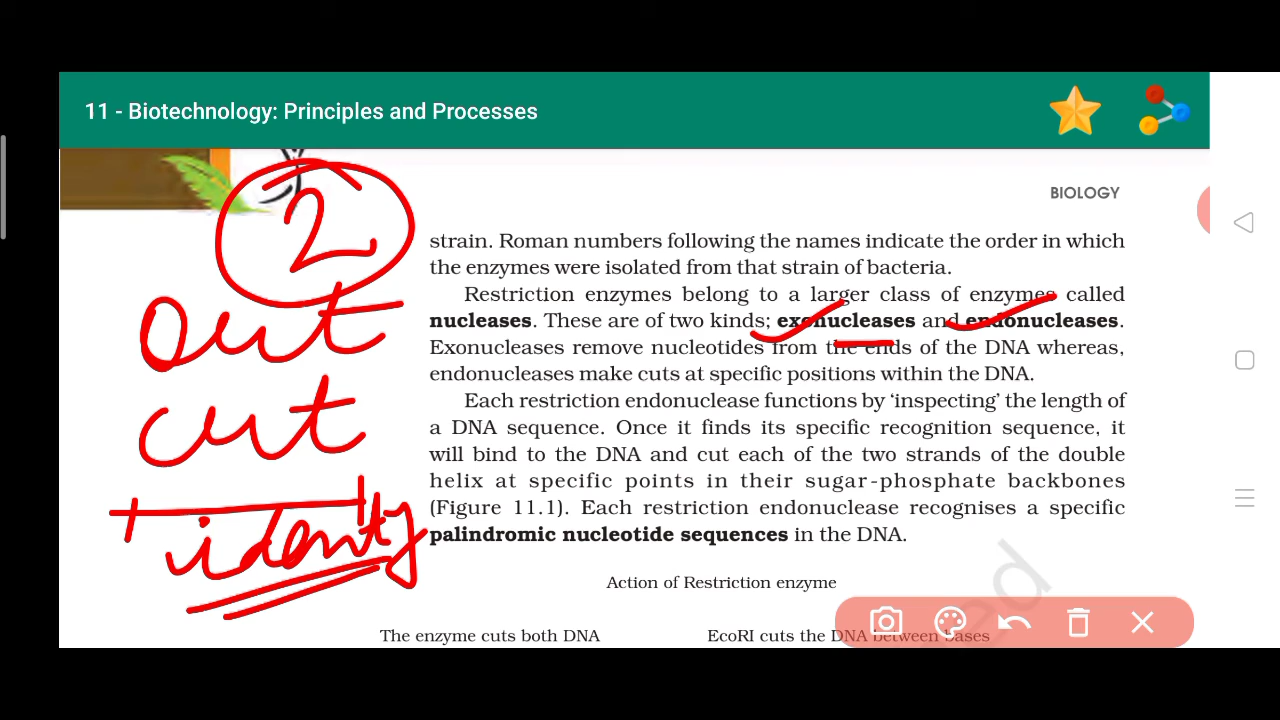 11 - Biotechnology: Principles and Processes
BIOLOGY
2
strain. Roman numbers following the names indicate the order in which
the enzymes were isolated from that strain of bacteria.
Restriction enzymes belong to a larger class of enzymes called
nucleases. These are of two kinds; exonucleases and endonucleases.
Exonucleases remove nucleotides from the ends of the DNA whereas,
endonucleases make cuts at specific positions within the DNA.
out
cut
identy
Each restriction endonuclease functions by ‘inspecting’ the length of
a DNA sequence. Once it finds its specific recognition sequence, it
will bind to the DNA and cut each of the two strands of the double
helix at specific points in their sugar-phosphate backbones
(Figure 11.1). Each restriction endonuclease recognises a specific
palindromic nucleotide sequences in the DNA.
Action of Restriction enzyme
The enzyme cuts both DNA
EcoRI cuts the DNA between bases